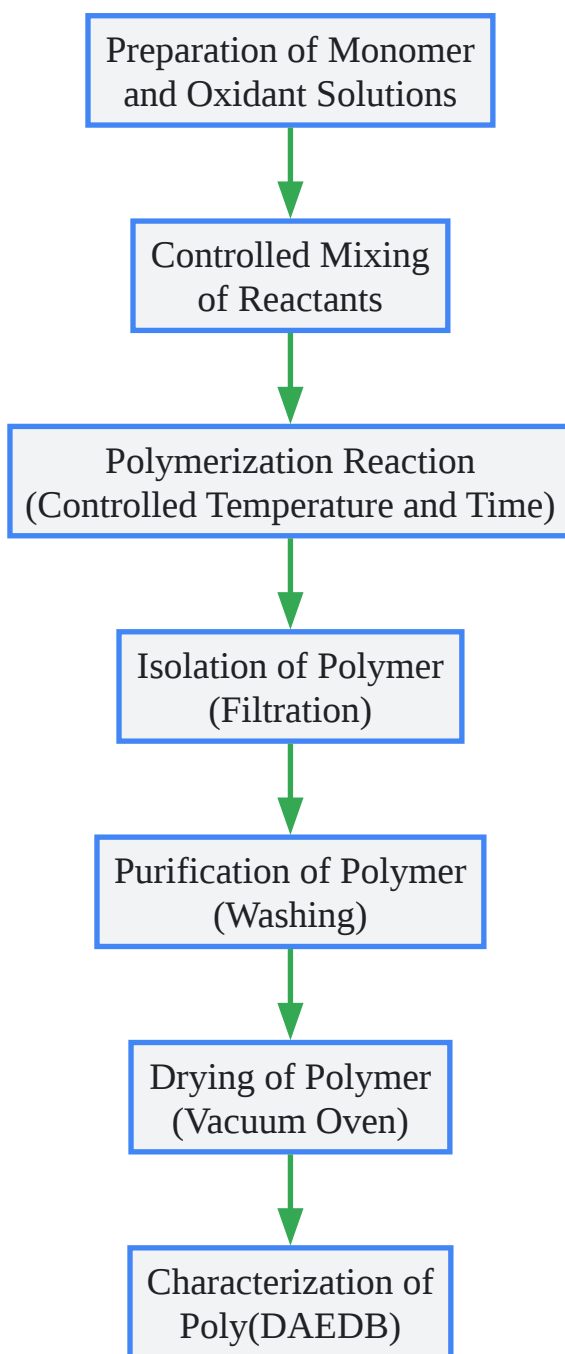 Preparation of Monomer
and Oxidant Solutions
Controlled Mixing
of Reactants
Polymerization Reaction
(Controlled Temperature and Time)
Isolation of Polymer
(Filtration)
Purification of Polymer
(Washing)
Drying of Polymer
(Vacuum Oven)
Characterization of
Poly(DAEDB)